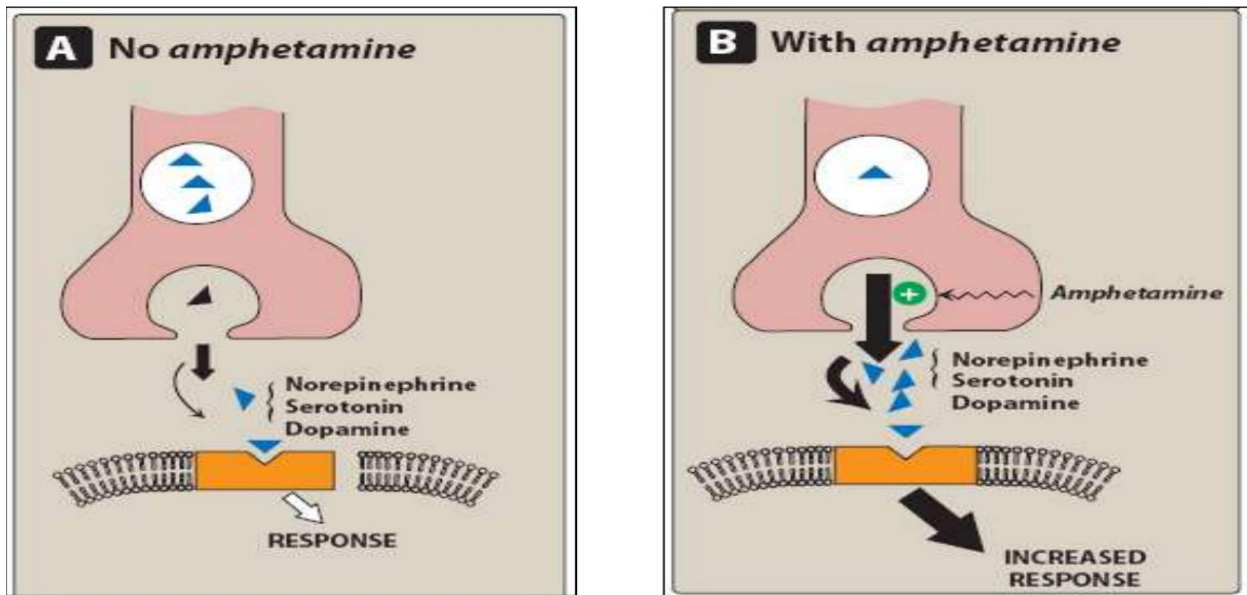 A No amphetamine
Norepinephrine
Serotonin
Dopamine
RESPONSE
B With amphetamine
+
Amphetamine
Norepinephrine
Serotonin
Dopamine
INCREASED
RESPONSE